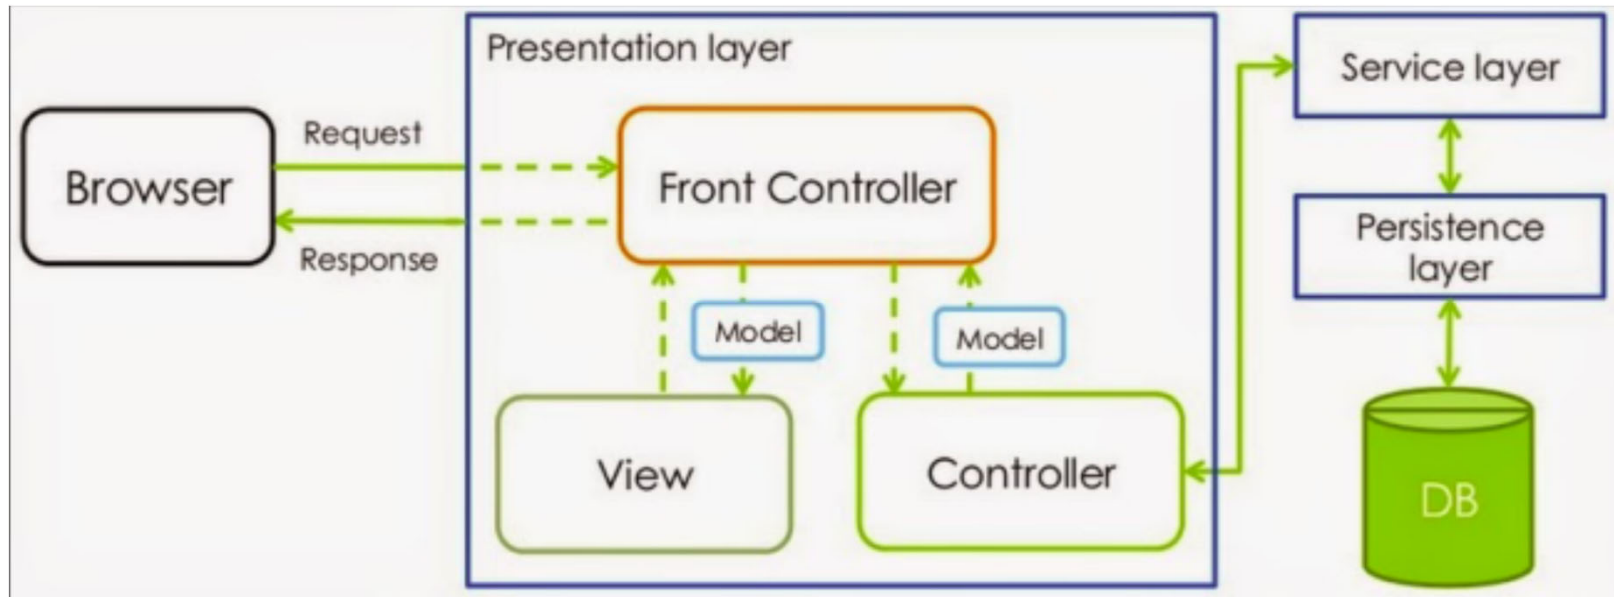 Presentation layer
Service layer
Request
Browser
Front Controller
Response
Persistence
layer
Model
Model
View
Controller
DB